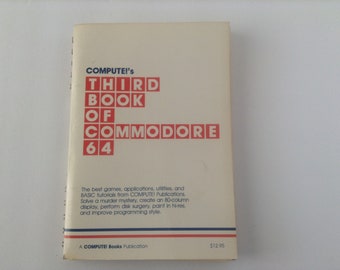 COMPUTE!'s
THIRD
BOOK
OF
COMMODORE
64
The best games, applications, utilities, and
BASIC tutorials from COMPUTE! Publications.
Solve a murder mystery, create an 80-column
display, perform disk surgery, paint in hi-res,
and improve programming style.
A COMPUTE! Books Publication
$12.95